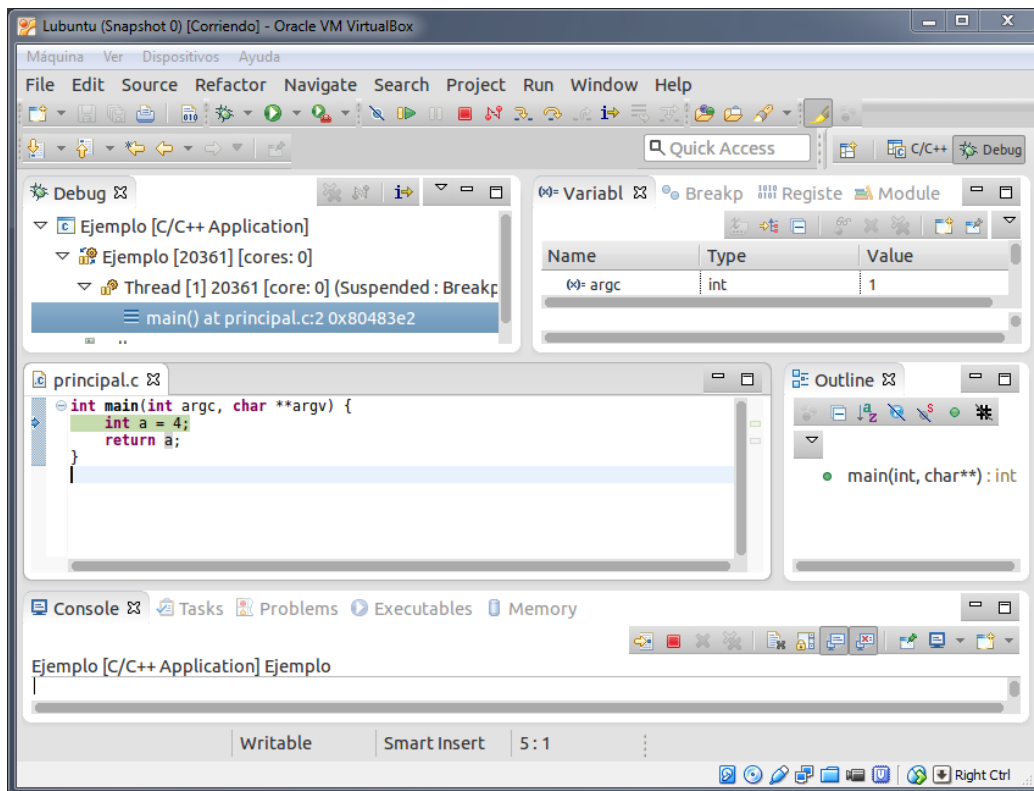 Lubuntu (Snapshot 0) [Corriendo] - Oracle VM VirtualBox
Máquina Ver Dispositivos Ayuda
File Edit Source Refactor Navigate Search Project Run Window Help
010
Quick Access C/C++ Debug
Debug
Ejemplo [C/C++ Application]
Ejemplo [20361] [cores: 0]
Thread [1] 20361 [core: 0] (Suspended : Breakp
main() at principal.c:2 0x80483e2
(x)= Variabl Breakp Registe Module
Name Type Value
(x)= argc int 1
principal.c
int main(int argc, char **argv) {
int a = 4;
return a;
}
Outline
main(int, char**) : int
Console Tasks Problems Executables Memory
Ejemplo [C/C++ Application] Ejemplo
Writable Smart Insert 5 : 1
Right Ctrl